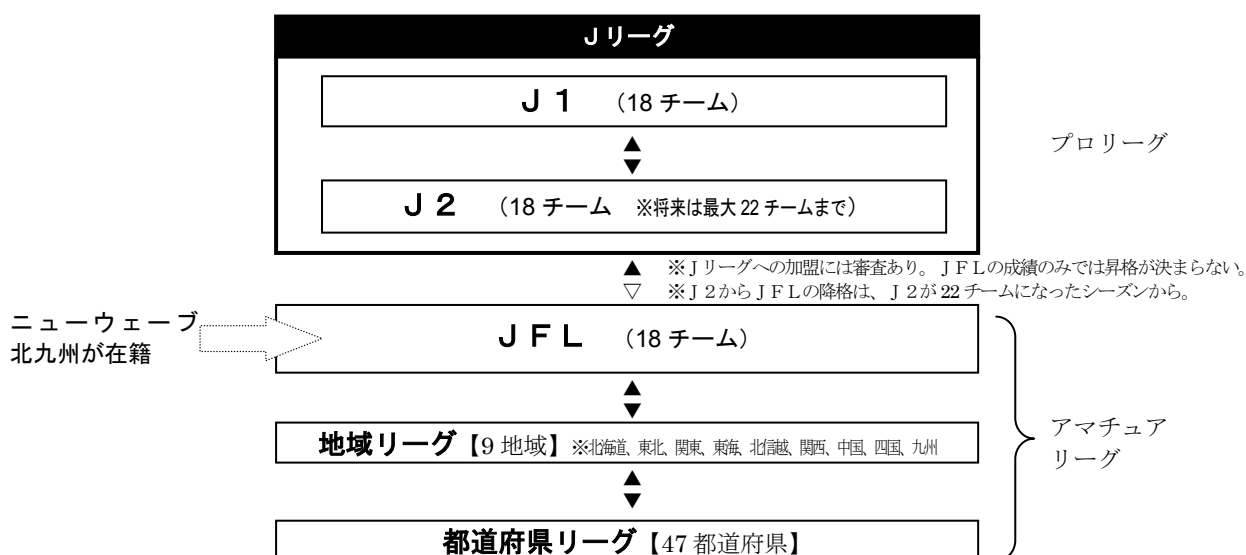 Jリーグ
J1 (18 チーム)
▲
▼
プロリーグ
J2 (18 チーム ※将来は最大 22 チームまで)
▲ ※Jリーグへの加盟には審査あり。JFLの成績のみでは昇格が決まらない。
▽ ※J2からJFLの降格は、J2が 22 チームになったシーズンから。
ニューウェーブ
北九州が在籍
JFL (18 チーム)
▲
▼
地域リーグ【9 地域】※北海道、東北、関東、東海、北信越、関西、中国、四国、九州
アマチュア
リーグ
▲
▼
都道府県リーグ【47 都道府県】